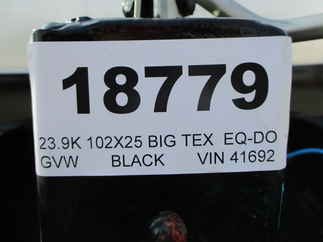 18779
23.9K 102X25 BIG TEX EQ-DO
GVW BLACK VIN 41692